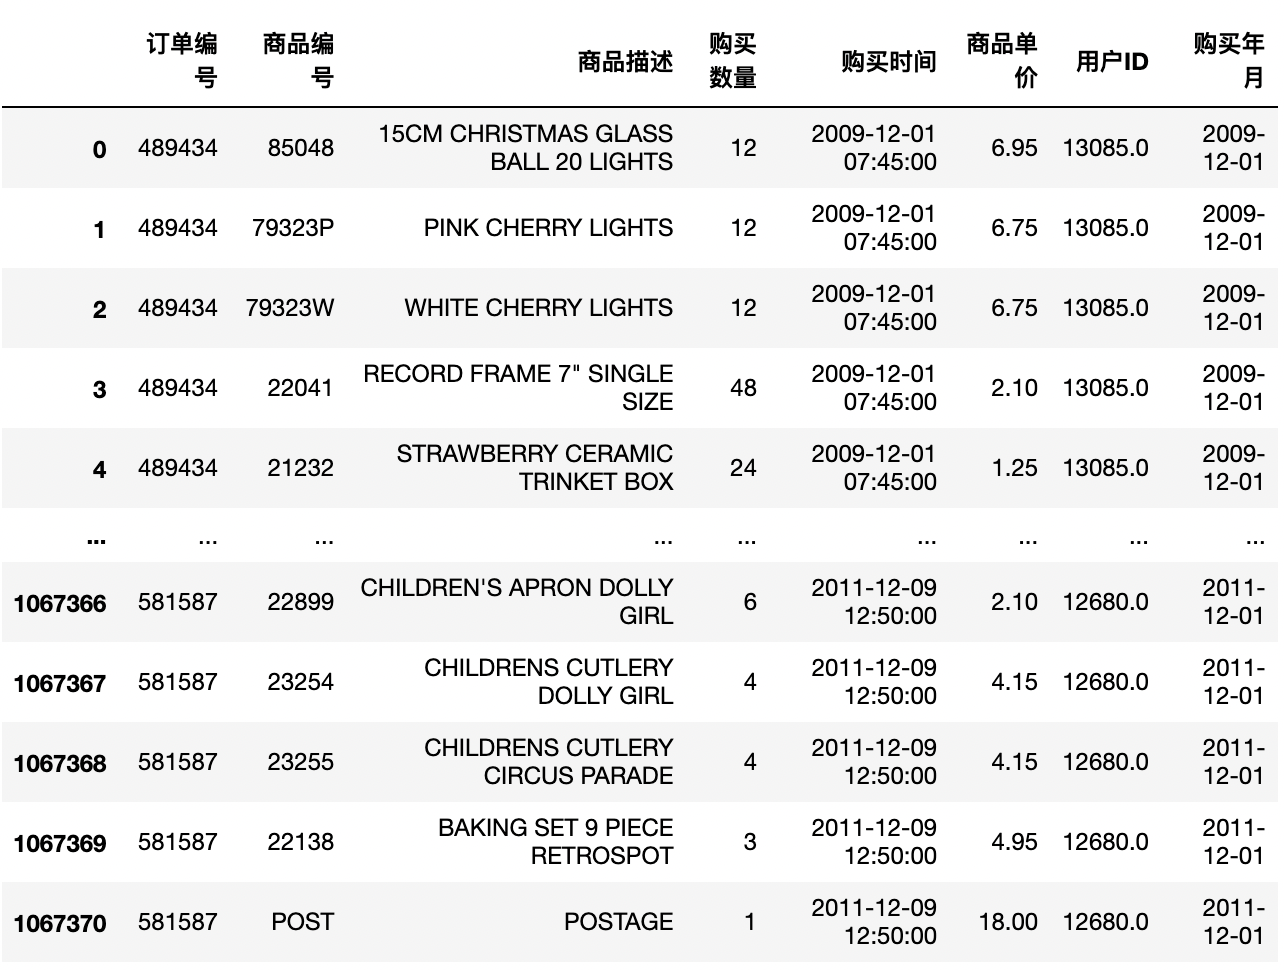 订单编号 商品编号 商品描述 购买数量 购买时间 商品单价 用户ID 购买年月
0 489434 85048 15CM CHRISTMAS GLASS BALL 20 LIGHTS 12 2009-12-01 07:45:00 6.95 13085.0 2009-12-01
1 489434 79323P PINK CHERRY LIGHTS 12 2009-12-01 07:45:00 6.75 13085.0 2009-12-01
2 489434 79323W WHITE CHERRY LIGHTS 12 2009-12-01 07:45:00 6.75 13085.0 2009-12-01
3 489434 22041 RECORD FRAME 7" SINGLE SIZE 48 2009-12-01 07:45:00 2.10 13085.0 2009-12-01
4 489434 21232 STRAWBERRY CERAMIC TRINKET BOX 24 2009-12-01 07:45:00 1.25 13085.0 2009-12-01
... ... ... ... ... ... ... ... ...
1067366 581587 22899 CHILDREN'S APRON DOLLY GIRL 6 2011-12-09 12:50:00 2.10 12680.0 2011-12-01
1067367 581587 23254 CHILDRENS CUTLERY DOLLY GIRL 4 2011-12-09 12:50:00 4.15 12680.0 2011-12-01
1067368 581587 23255 CHILDRENS CUTLERY CIRCUS PARADE 4 2011-12-09 12:50:00 4.15 12680.0 2011-12-01
1067369 581587 22138 BAKING SET 9 PIECE RETROSPOT 3 2011-12-09 12:50:00 4.95 12680.0 2011-12-01
1067370 581587 POST POSTAGE 1 2011-12-09 12:50:00 18.00 12680.0 2011-12-01